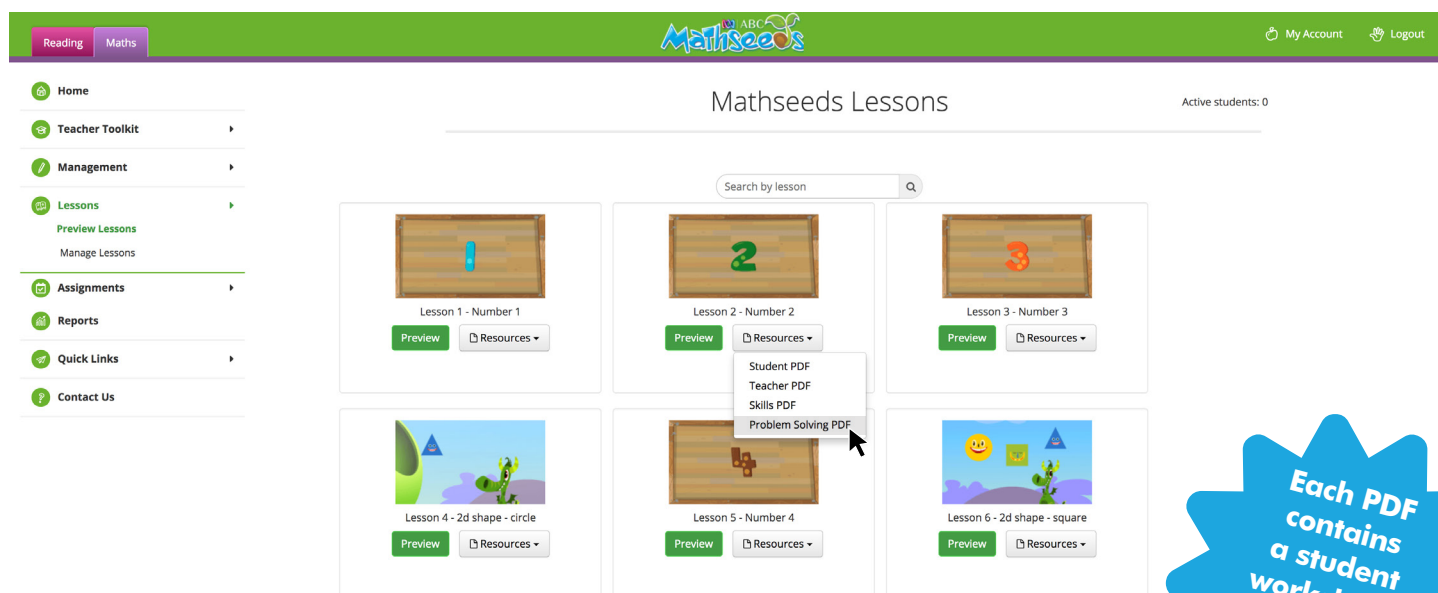 Reading Maths
ABC
Mathseeds
My Account Logout
Home
Teacher Toolkit
Management
Lessons
Preview Lessons
Manage Lessons
Assignments
Reports
Quick Links
Contact Us
Mathseeds Lessons
Active students: 0
Search by lesson
1
2
3
Lesson 1 - Number 1
Lesson 2 - Number 2
Lesson 3 - Number 3
Preview Resources
Preview Resources
Preview Resources
Student PDF
Teacher PDF
Skills PDF
Problem Solving PDF
4
Lesson 4 - 2d shape - circle
Lesson 5 - Number 4
Lesson 6 - 2d shape - square
Preview Resources
Preview Resources
Preview Resources
Each PDF
contains
a student